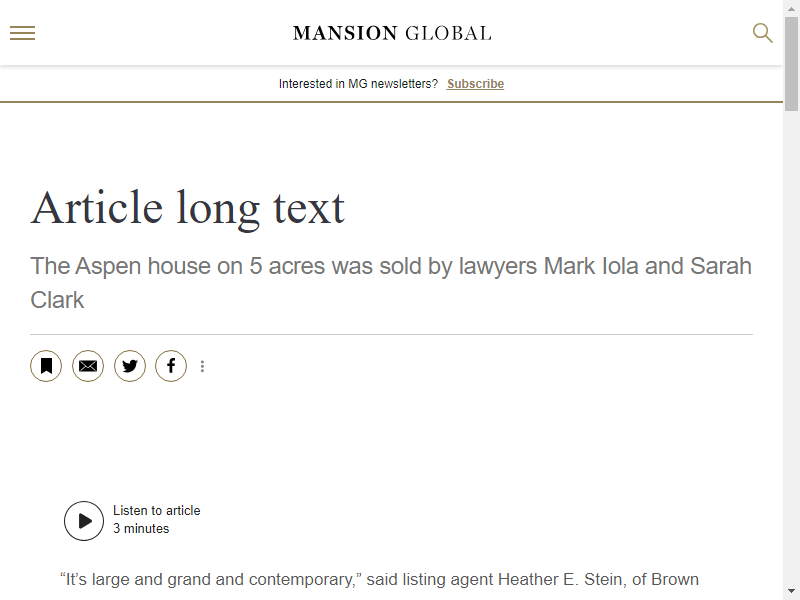 MANSION GLOBAL
Interested in MG newsletters? Subscribe
Article long text
The Aspen house on 5 acres was sold by lawyers Mark Iola and Sarah
Clark
Listen to article
3 minutes
“It’s large and grand and contemporary,” said listing agent Heather E. Stein, of Brown